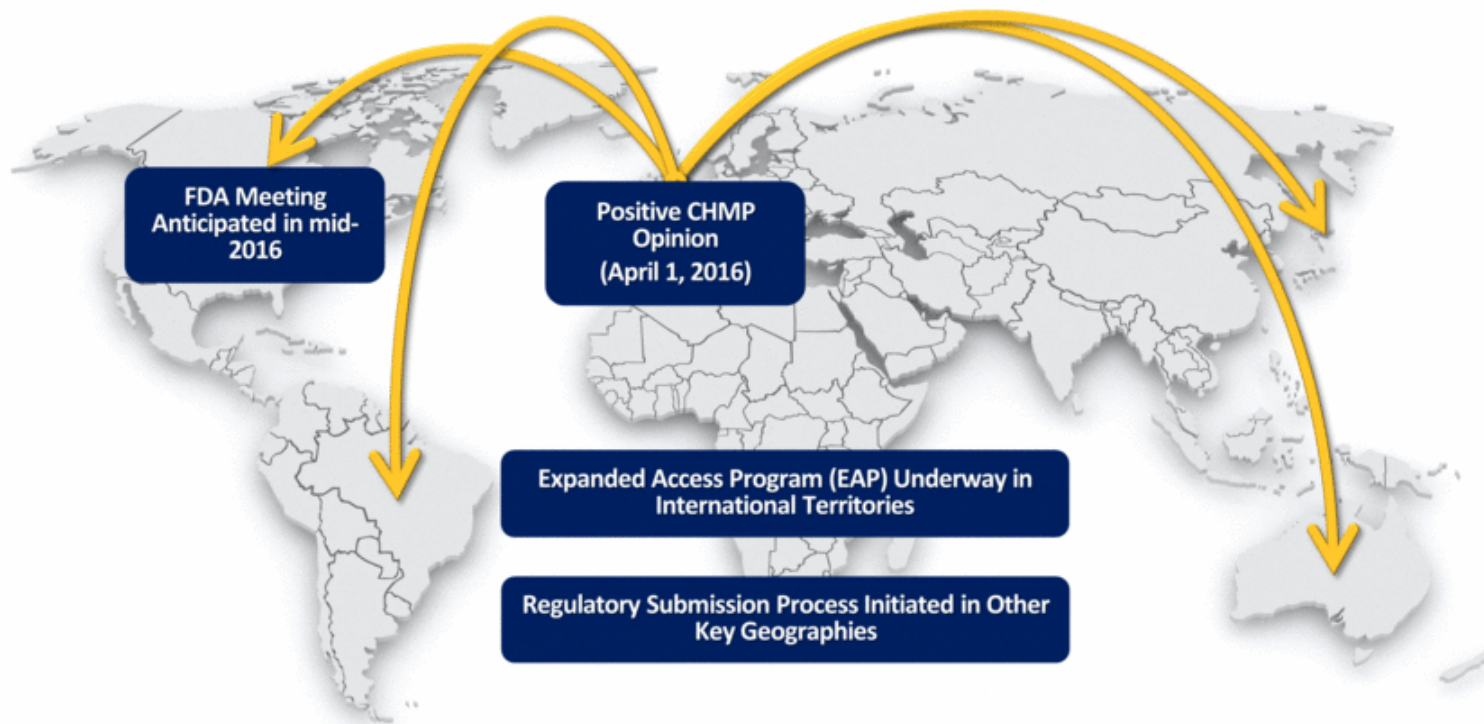 FDA Meeting
Anticipated in mid-
2016
Positive CHMP
Opinion
(April 1, 2016)
Expanded Access Program (EAP) Underway in
International Territories
Regulatory Submission Process Initiated in Other
Key Geographies